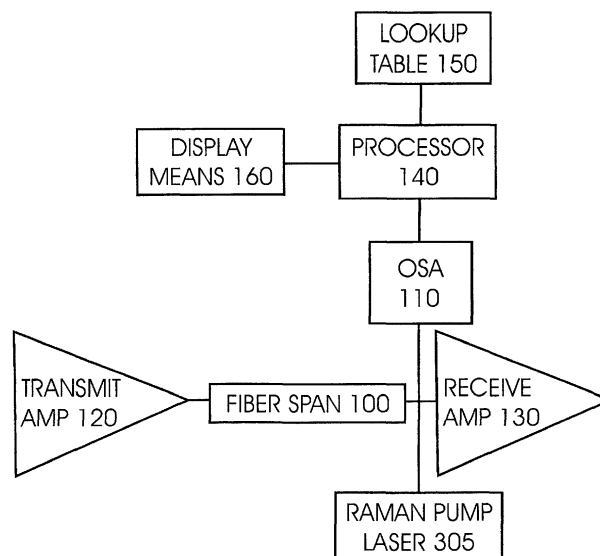 LOOKUP
TABLE 150
DISPLAY
MEANS 160
PROCESSOR
140
OSA
110
TRANSMIT
AMP 120
FIBER SPAN 100
RECEIVE
AMP 130
RAMAN PUMP
LASER 305